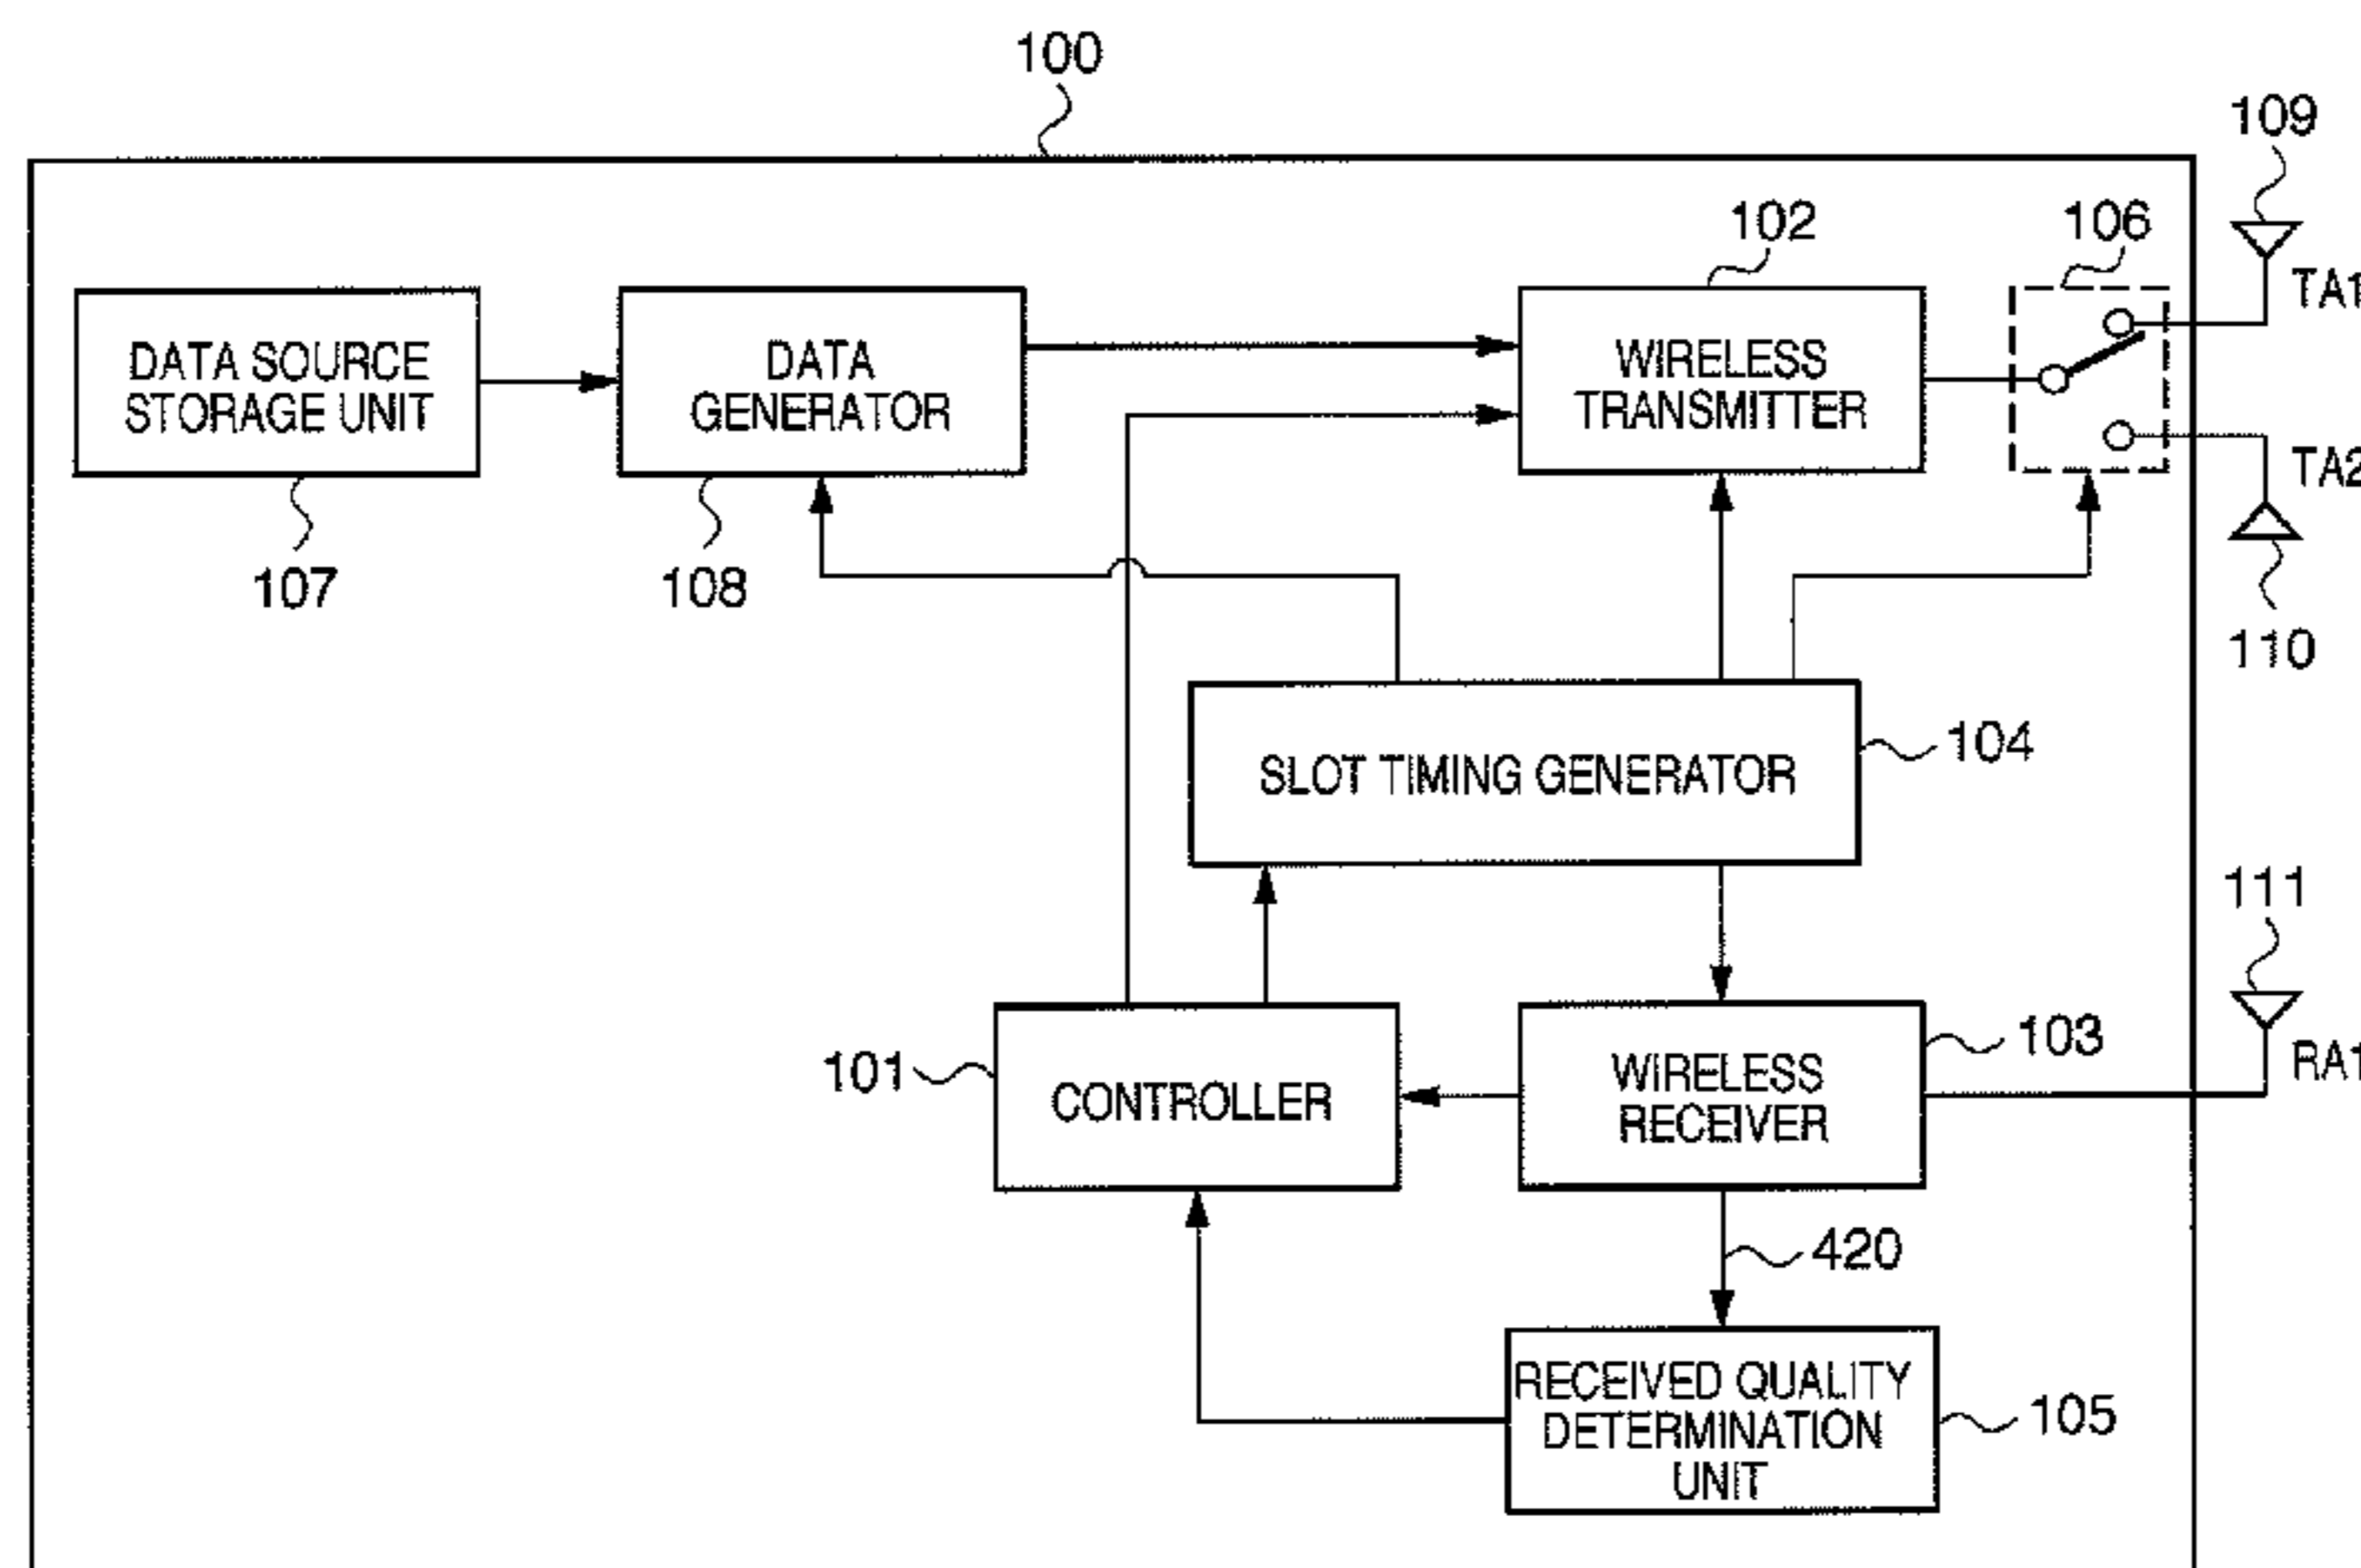 100
109
102
106
TA1
DATA SOURCE
STORAGE UNIT
DATA
GENERATOR
WIRELESS
TRANSMITTER
TA2
107
108
110
SLOT TIMING GENERATOR
104
111
101
CONTROLLER
WIRELESS
RECEIVER
103
RA1
420
RECEIVED QUALITY
DETERMINATION
UNIT
105